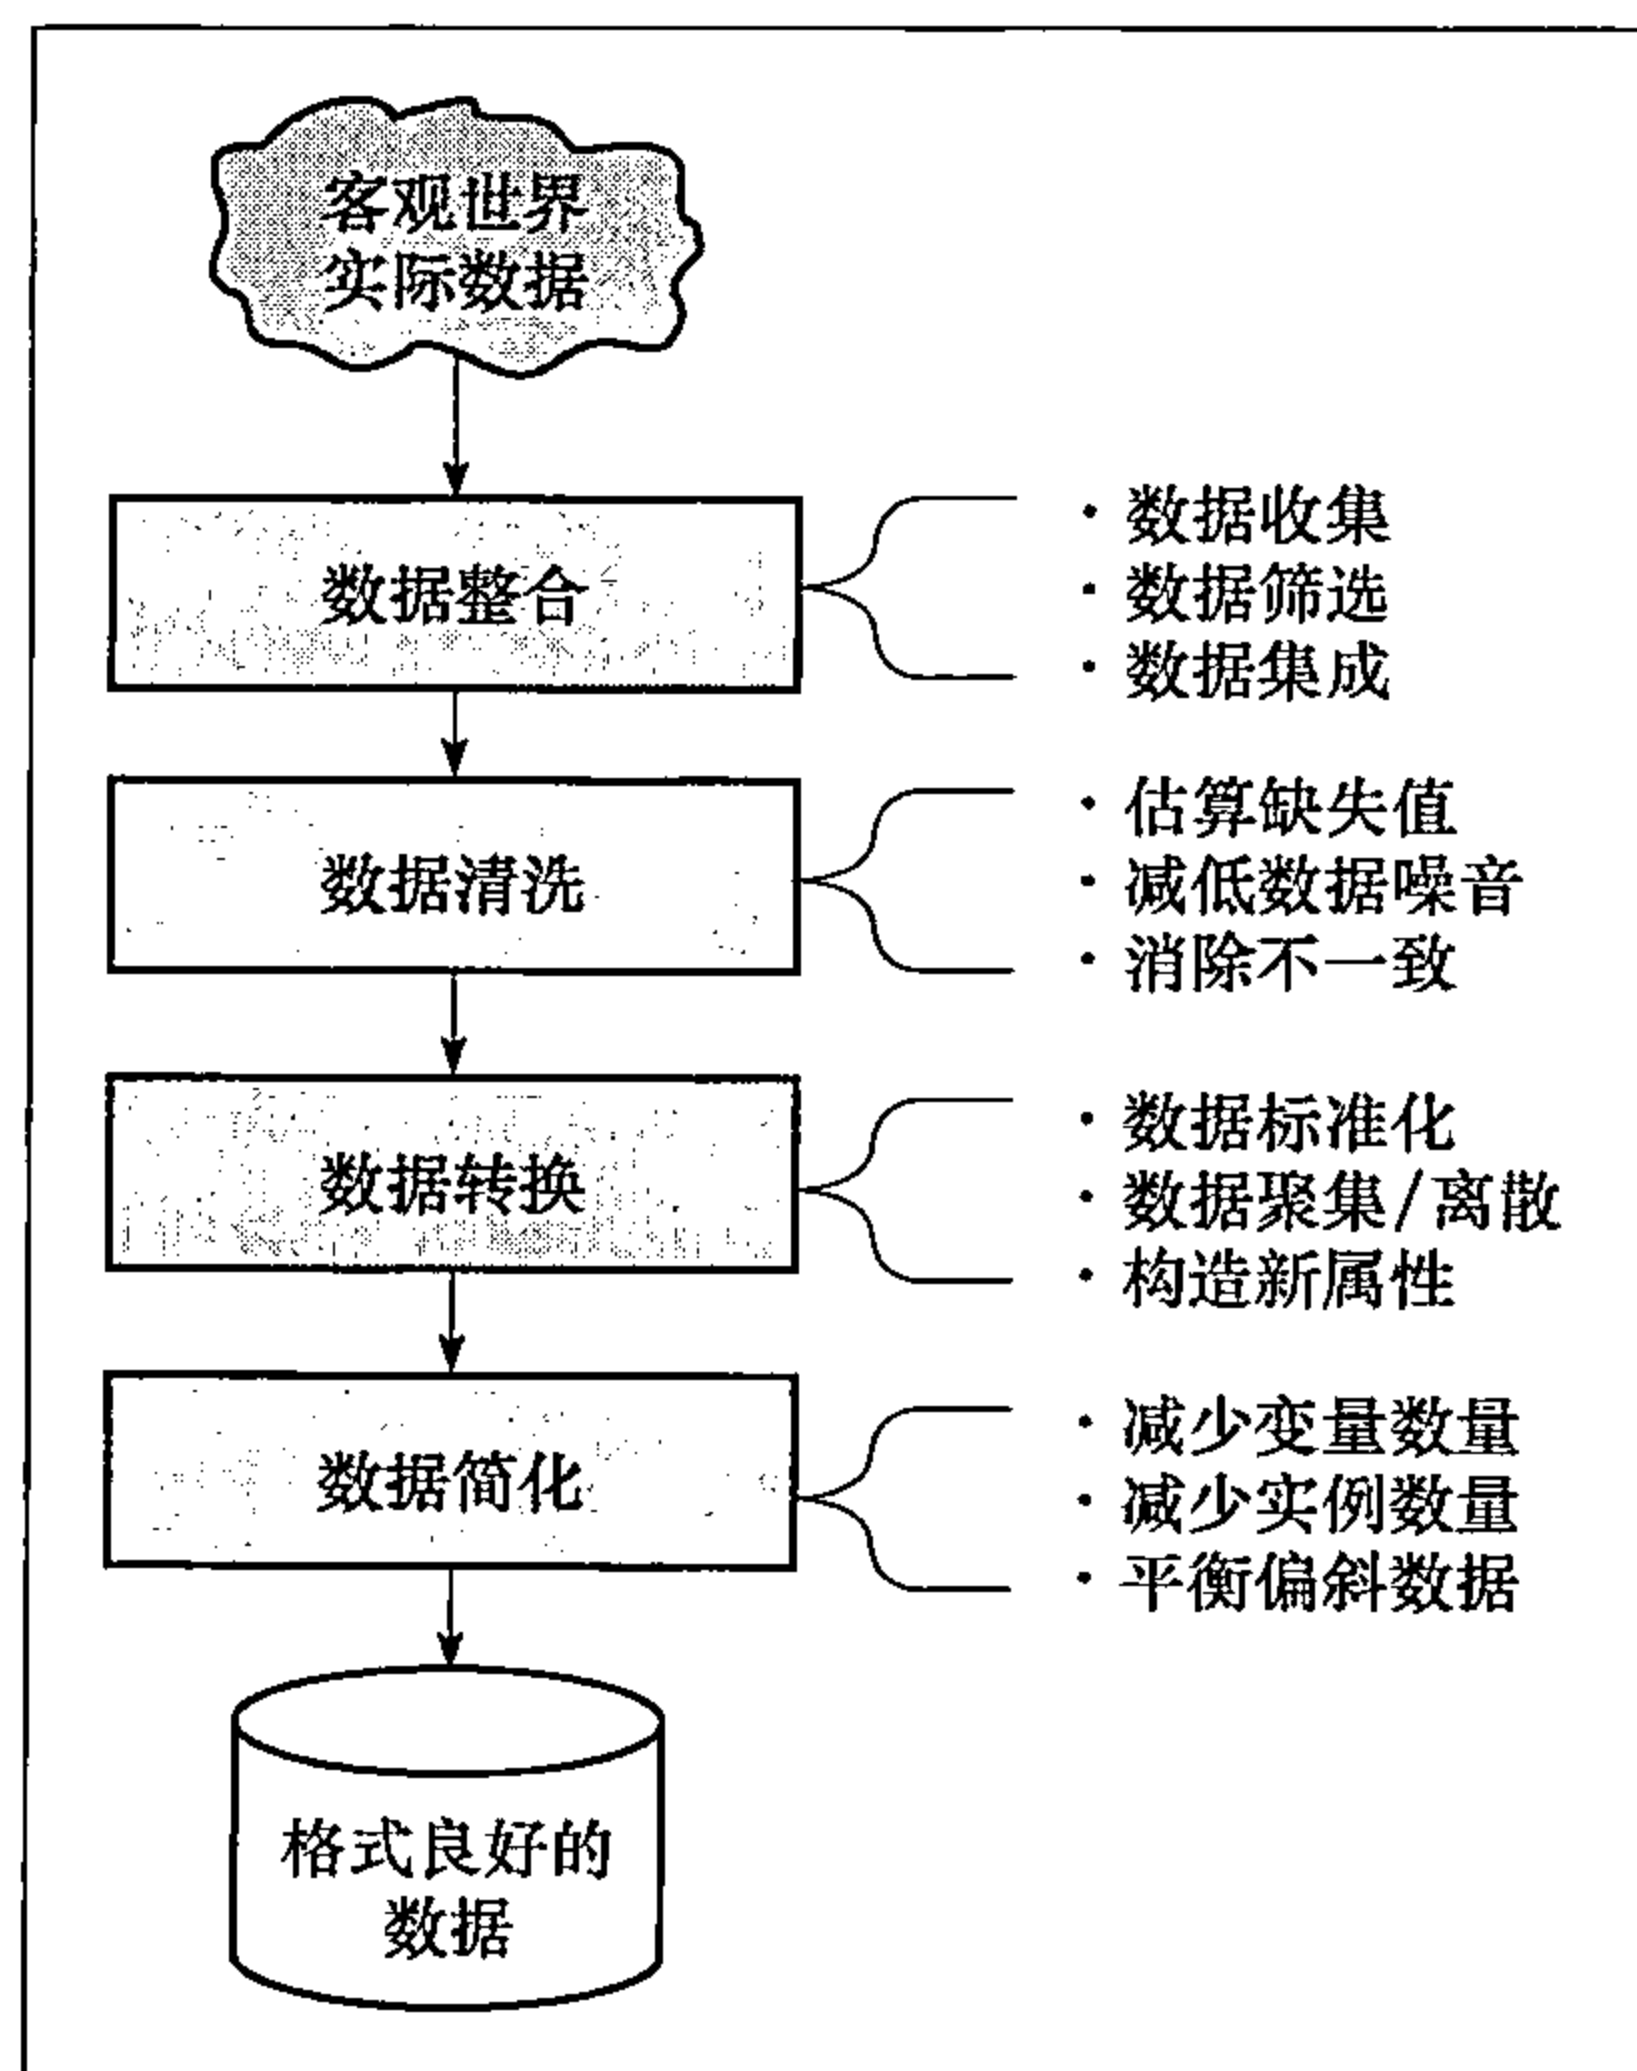 客观世界
实际数据
数据整合
· 数据收集
· 数据筛选
· 数据集成
数据清洗
· 估算缺失值
· 减低数据噪音
· 消除不一致
数据转换
· 数据标准化
· 数据聚集/离散
· 构造新属性
数据简化
· 减少变量数量
· 减少实例数量
· 平衡偏斜数据
格式良好的
数据